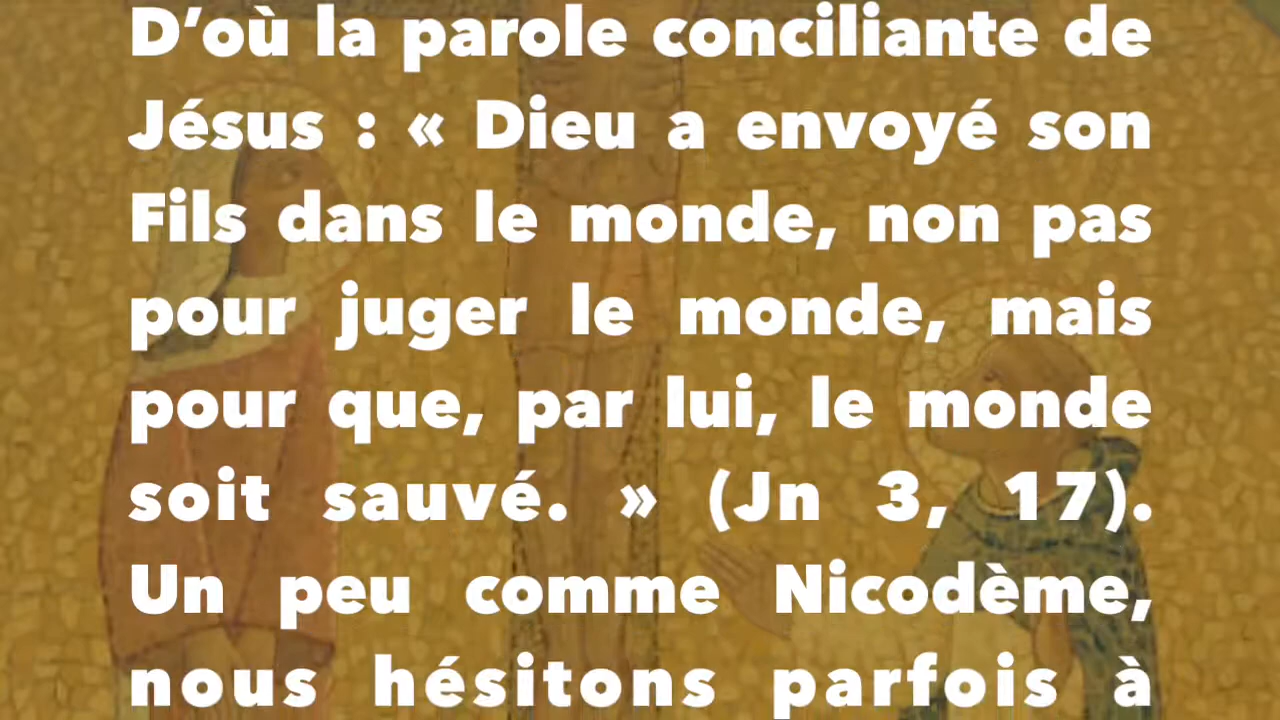 D’où la parole conciliante de
Jésus : « Dieu a envoyé son
Fils dans le monde, non pas
pour juger le monde, mais
pour que, par lui, le monde
soit sauvé. » (Jn 3, 17).
Un peu comme Nicodème,
nous hésitons parfois à